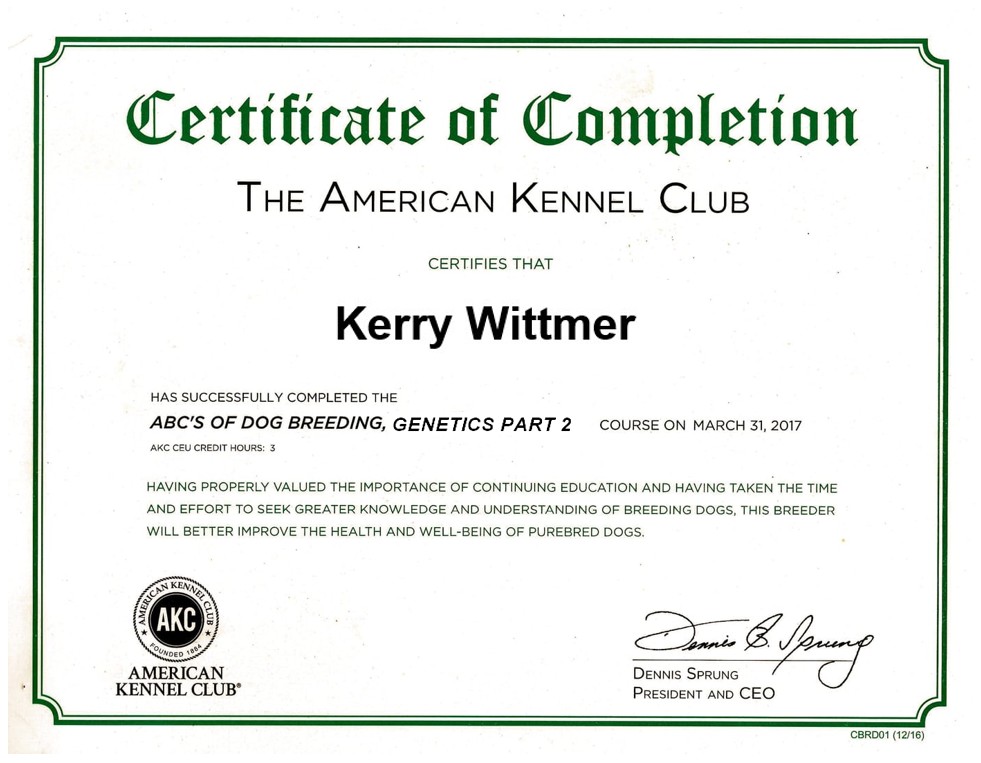 Certificate of Completion
THE AMERICAN KENNEL CLUB
CERTIFIES THAT
Kerry Wittmer
HAS SUCCESSFULLY COMPLETED THE
ABC'S OF DOG BREEDING, GENETICS PART 2 COURSE ON MARCH 31, 2017
AKC CEU CREDIT HOURS: 3
HAVING PROPERLY VALUED THE IMPORTANCE OF CONTINUING EDUCATION AND HAVING TAKEN THE TIME
AND EFFORT TO SEEK GREATER KNOWLEDGE AND UNDERSTANDING OF BREEDING DOGS, THIS BREEDER
WILL BETTER IMPROVE THE HEALTH AND WELL-BEING OF PUREBRED DOGS.
AMERICAN KENNEL CLUB
AKC
FOUNDED 1884
AMERICAN
KENNEL CLUB®
Dennis B. Sprung
DENNIS SPRUNG
PRESIDENT AND CEO
CBRD01 (12/16)